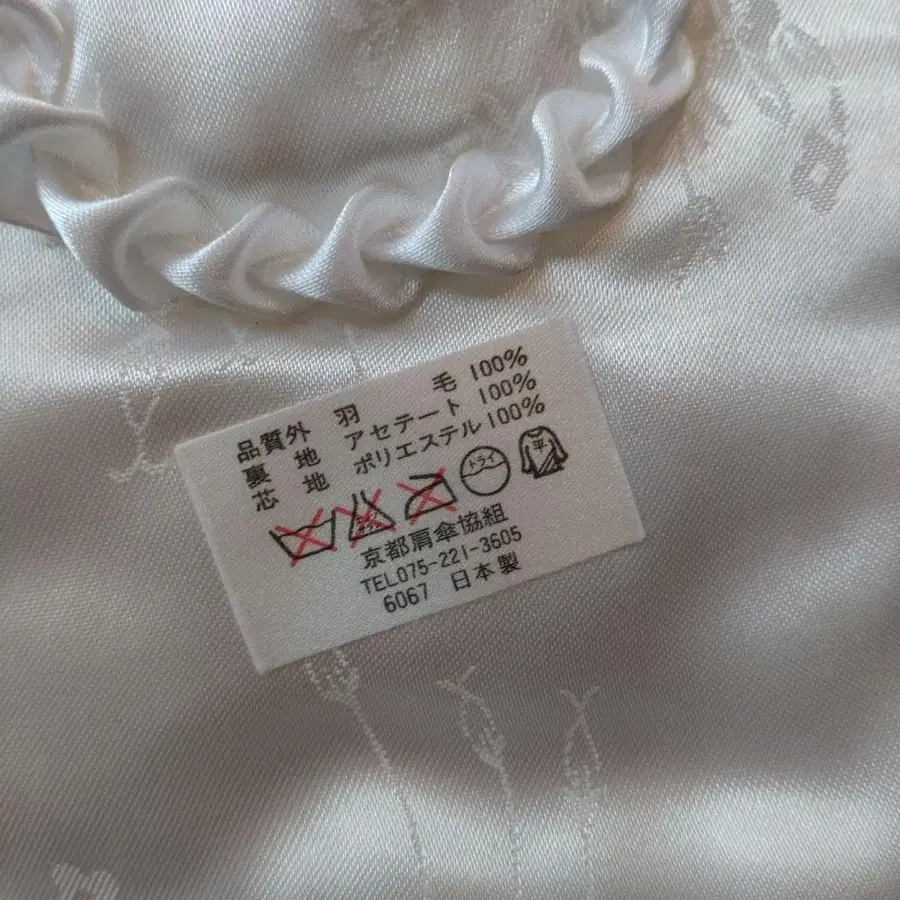 品質外 羽 毛 100%
裏 地 アセテート 100%
芯 地 ポリエステル 100%
ドライ 平
京都肩傘協組
TEL075-221-3605
6067 日本製